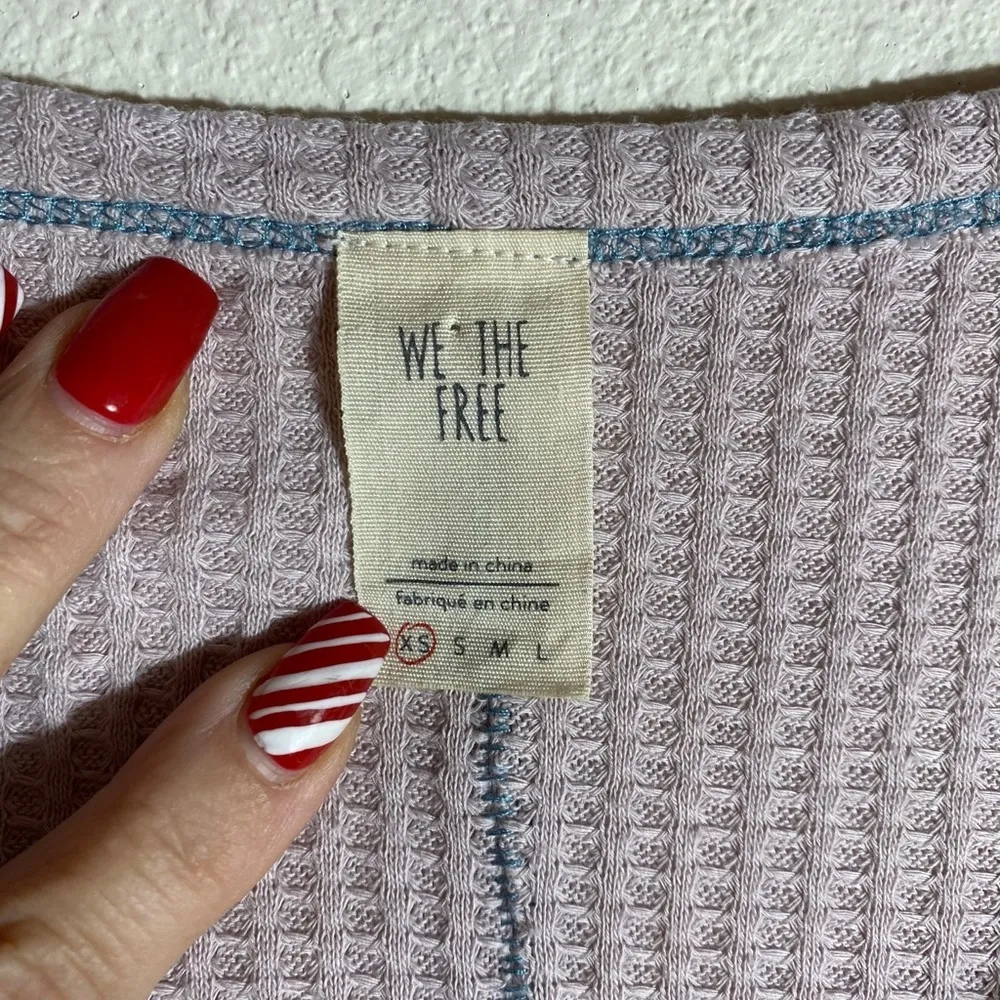 WE THE
FREE
made in china
fabriqué en chine
XS S M L